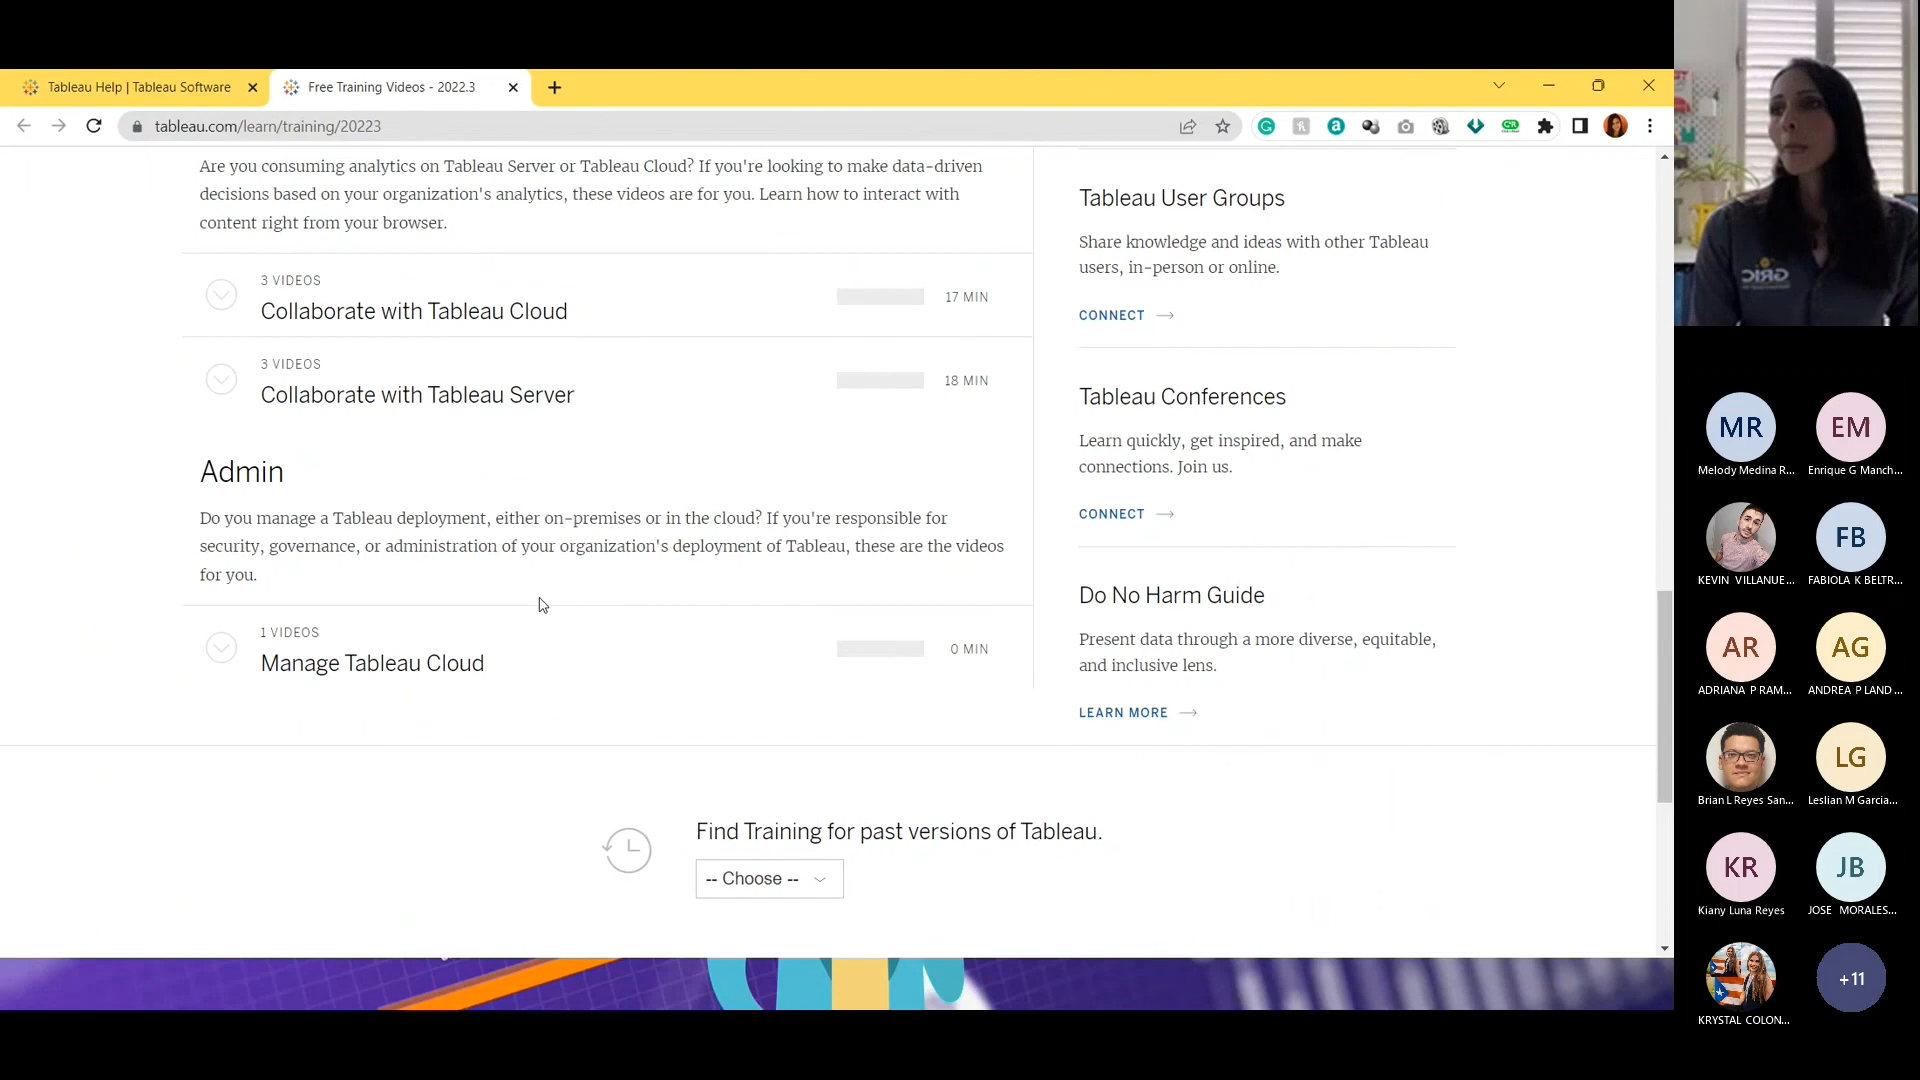 Tableau Help | Tableau Software
Free Training Videos - 2022.3
tableau.com/learn/training/20223
Are you consuming analytics on Tableau Server or Tableau Cloud? If you're looking to make data-driven
decisions based on your organization's analytics, these videos are for you. Learn how to interact with
content right from your browser.
3 VIDEOS
Collaborate with Tableau Cloud
17 MIN
3 VIDEOS
Collaborate with Tableau Server
18 MIN
Admin
Do you manage a Tableau deployment, either on-premises or in the cloud? If you're responsible for
security, governance, or administration of your organization's deployment of Tableau, these are the videos
for you.
1 VIDEOS
Manage Tableau Cloud
0 MIN
Tableau User Groups
Share knowledge and ideas with other Tableau
users, in-person or online.
CONNECT
Tableau Conferences
Learn quickly, get inspired, and make
connections. Join us.
CONNECT
Do No Harm Guide
Present data through a more diverse, equitable,
and inclusive lens.
LEARN MORE
Find Training for past versions of Tableau.
-- Choose --
GRIC
MR
Melody Medina R...
EM
Enrique G Manch...
KEVIN VILLANUE...
FB
FABIOLA K BELTR...
AR
ADRIANA P RAM...
AG
ANDREA P LAND...
Brian L Reyes San...
LG
Leslian M Garcia...
KR
Kiany Luna Reyes
JB
JOSE MORALES...
KRYSTAL COLON...
+11